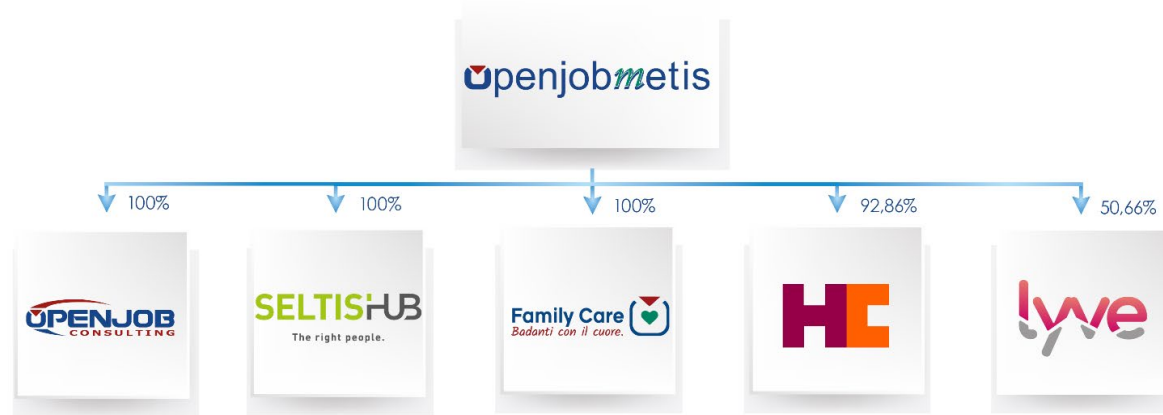 Openjobmetis
100%
100%
100%
92,86%
50,66%
OPENJOB
CONSULTING
SELTISHUB
The right people.
Family Care
Badanti con il cuore.
HC
lyve